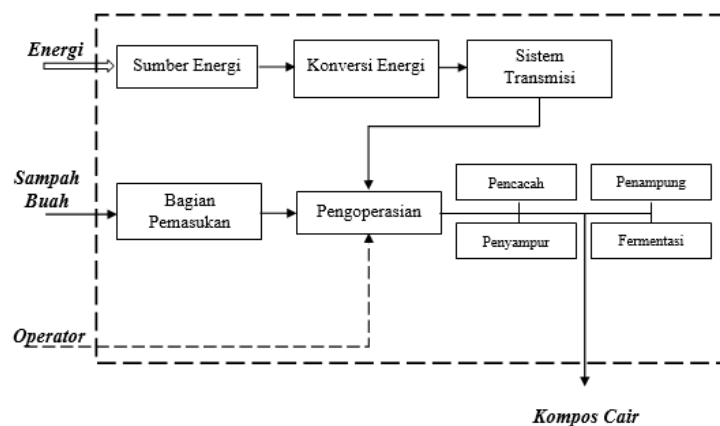 Energi
Sumber Energi
Konversi Energi
Sistem
Transmisi
Sampah
Buah
Bagian
Pemasukan
Pengoperasian
Pencacah
Penampung
Penyampur
Fermentasi
Operator
Kompos Cair